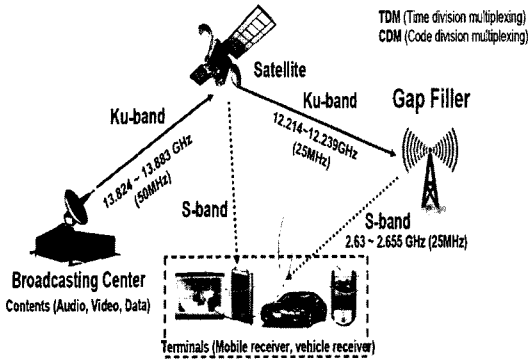 TDM (Time division multiplexing)
CDM (Code division multiplexing)
Satellite
Ku-band
13.824 ~ 13.883 GHz
(50MHz)
Ku-band
12.214~12.239GHz
(25MHz)
Gap Filler
S-band
S-band
2.63 ~ 2.655 GHz (25MHz)
Broadcasting Center
Contents (Audio, Video, Data)
Terminals (Mobile receiver, vehicle receiver)